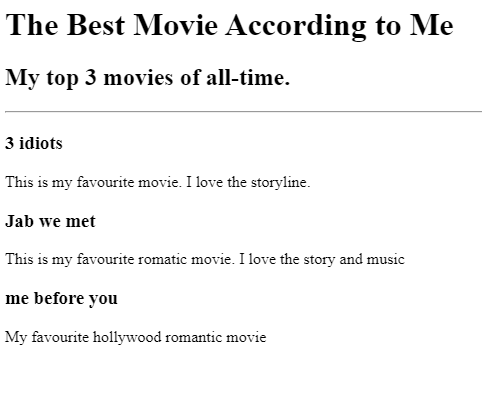 The Best Movie According to Me
My top 3 movies of all-time.
3 idiots
This is my favourite movie. I love the storyline.
Jab we met
This is my favourite romatic movie. I love the story and music
me before you
My favourite hollywood romantic movie